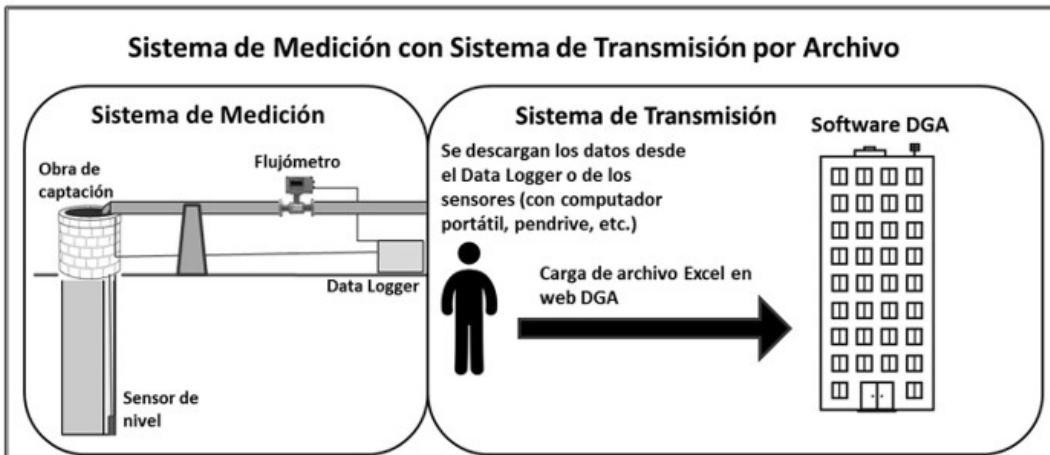 Sistema de Medición con Sistema de Transmisión por Archivo
Sistema de Medición
Obra de
captación
Flujómetro
Data Logger
Sensor de
nivel
Sistema de Transmisión
Se descargan los datos desde
el Data Logger o de los
sensores (con computador
portátil, pendrive, etc.)
Carga de archivo Excel en
web DGA
Software DGA